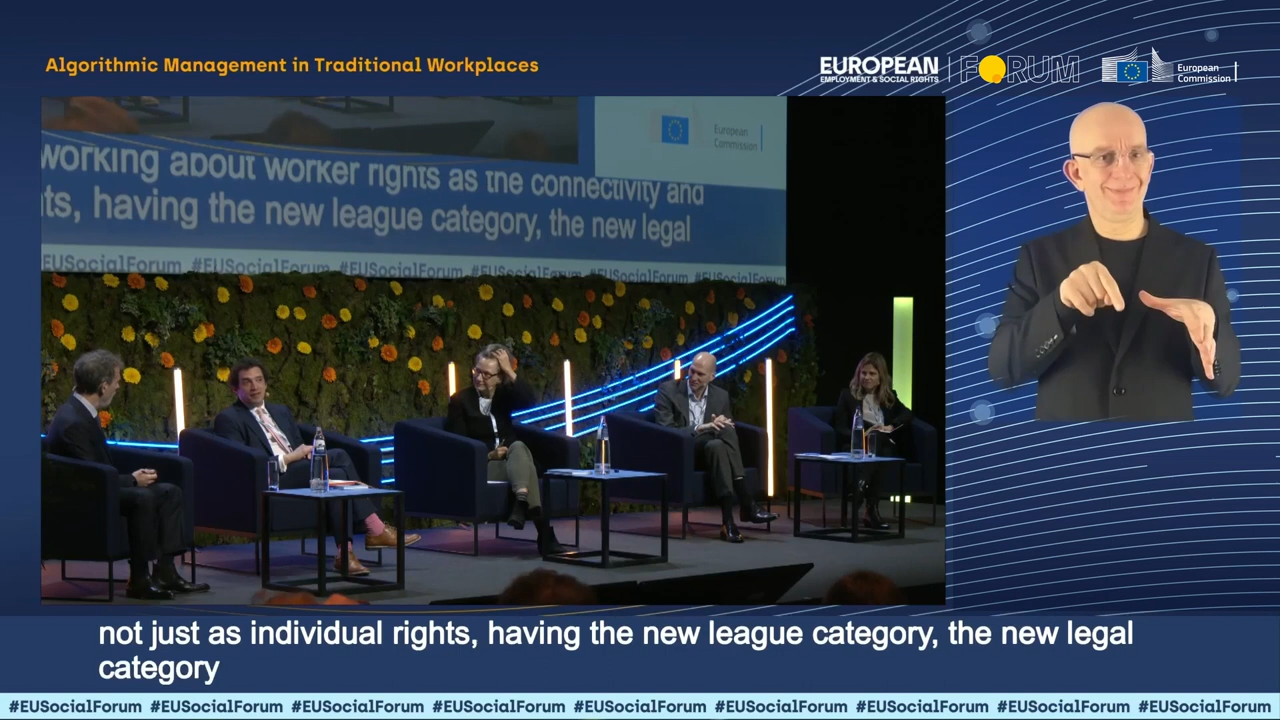 Algorithmic Management in Traditional Workplaces
EUROPEAN
EMPLOYMENT & SOCIAL RIGHTS
FORUM
European
Commission
European
Commission
working about worker rights as the connectivity and
ts, having the new league category, the new legal
#EUSocialForum #EUSocialForum #EUSocialForum #EUSocialForum #EUSocialForum #EUSocialForum
not just as individual rights, having the new league category, the new legal
category
#EUSocialForum #EUSocialForum #EUSocialForum #EUSocialForum #EUSocialForum #EUSocialForum #EUSocialForum #EUSocialForum #EUSocialForum